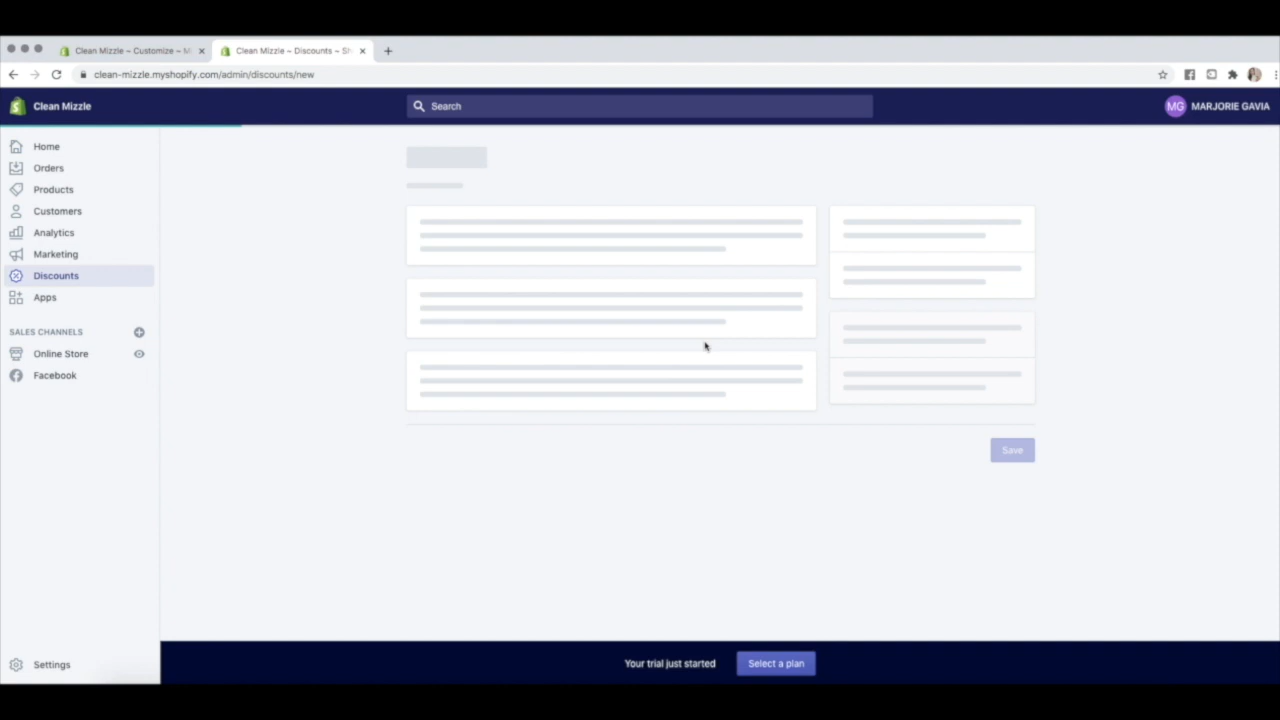 Clean Mizzle ~ Customize ~ M
Clean Mizzle ~ Discounts ~ Sh
clean-mizzle.myshopify.com/admin/discounts/new
Clean Mizzle
Search
MG MARJORIE GAVIA
Home
Orders
Products
Customers
Analytics
Marketing
Discounts
Apps
SALES CHANNELS
Online Store
Facebook
Save
Settings
Your trial just started
Select a plan